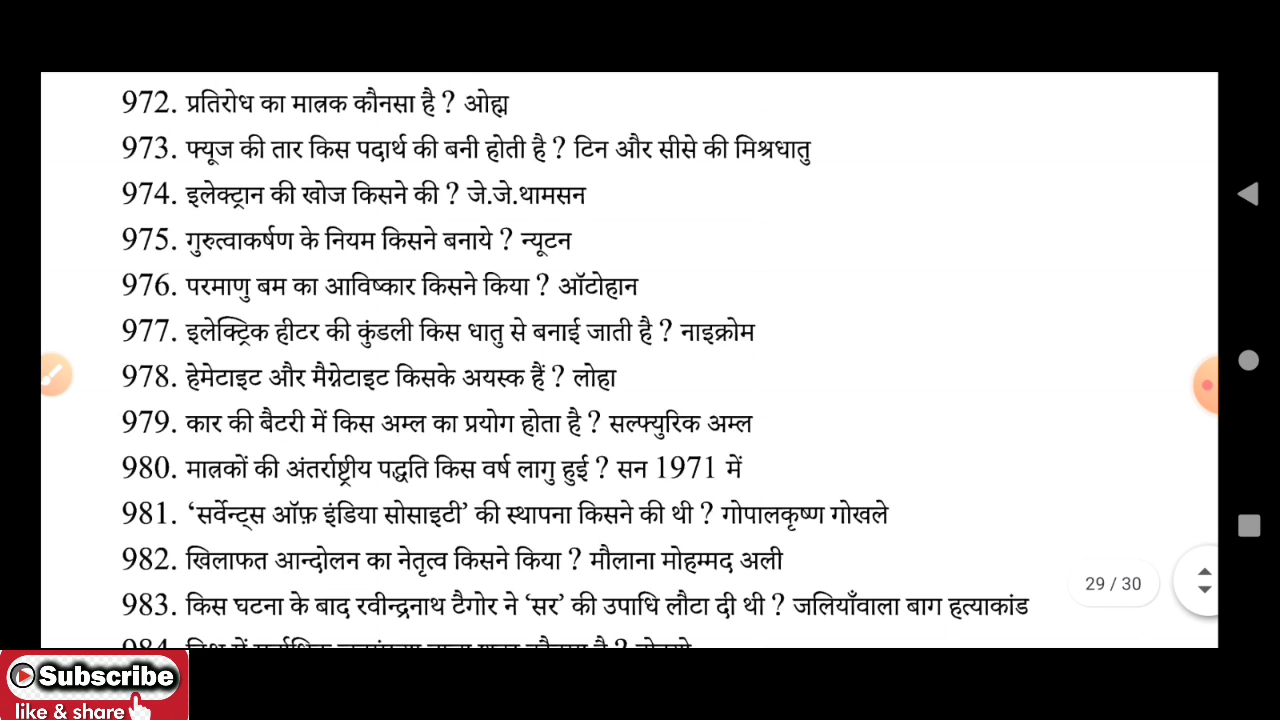 972. प्रतिरोध का मात्रक कौनसा है ? ओह्म
973. फ्यूज की तार किस पदार्थ की बनी होती है ? टिन और सीसे की मिश्रधातु
974. इलेक्ट्रान की खोज किसने की ? जे.जे.थामसन
975. गुरुत्वाकर्षण के नियम किसने बनाये ? न्यूटन
976. परमाणु बम का आविष्कार किसने किया ? ऑटोहान
977. इलेक्ट्रिक हीटर की कुंडली किस धातु से बनाई जाती है ? नाइक्रोम
978. हेमेटाइट और मैग्नेटाइट किसके अयस्क हैं ? लोहा
979. कार की बैटरी में किस अम्ल का प्रयोग होता है ? सल्फ्युरिक अम्ल
980. मात्रकों की अंतर्राष्ट्रीय पद्धति किस वर्ष लागु हुई ? सन 1971 में
981. ‘सर्वेन्ट्स ऑफ़ इंडिया सोसाइटी’ की स्थापना किसने की थी ? गोपालकृष्ण गोखले
982. खिलाफत आन्दोलन का नेतृत्व किसने किया ? मौलाना मोहम्मद अली
29 / 30
983. किस घटना के बाद रवीन्द्रनाथ टैगोर ने ‘सर’ की उपाधि लौटा दी थी ? जलियाँवाला बाग हत्याकांड
984.
Subscribe
like & share